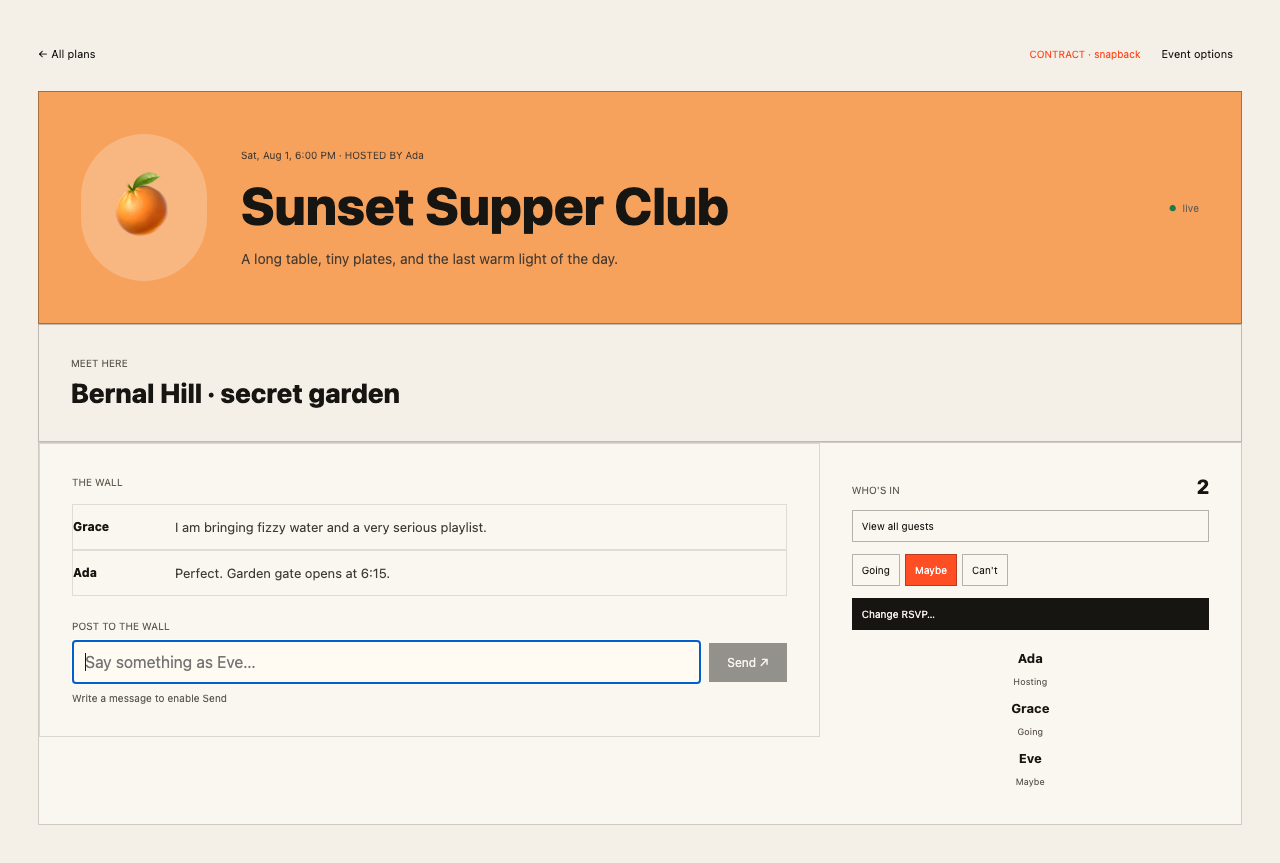 ← All plans
CONTRACT · snapback
Event options
Sat, Aug 1, 6:00 PM · HOSTED BY Ada
Sunset Supper Club
A long table, tiny plates, and the last warm light of the day.
live
MEET HERE
Bernal Hill · secret garden
THE WALL
Grace I am bringing fizzy water and a very serious playlist.
Ada Perfect. Garden gate opens at 6:15.
POST TO THE WALL
Say something as Eve...
Send ↗
Write a message to enable Send
WHO'S IN 2
View all guests
Going Maybe Can't
Change RSVP...
Ada
Hosting
Grace
Going
Eve
Maybe